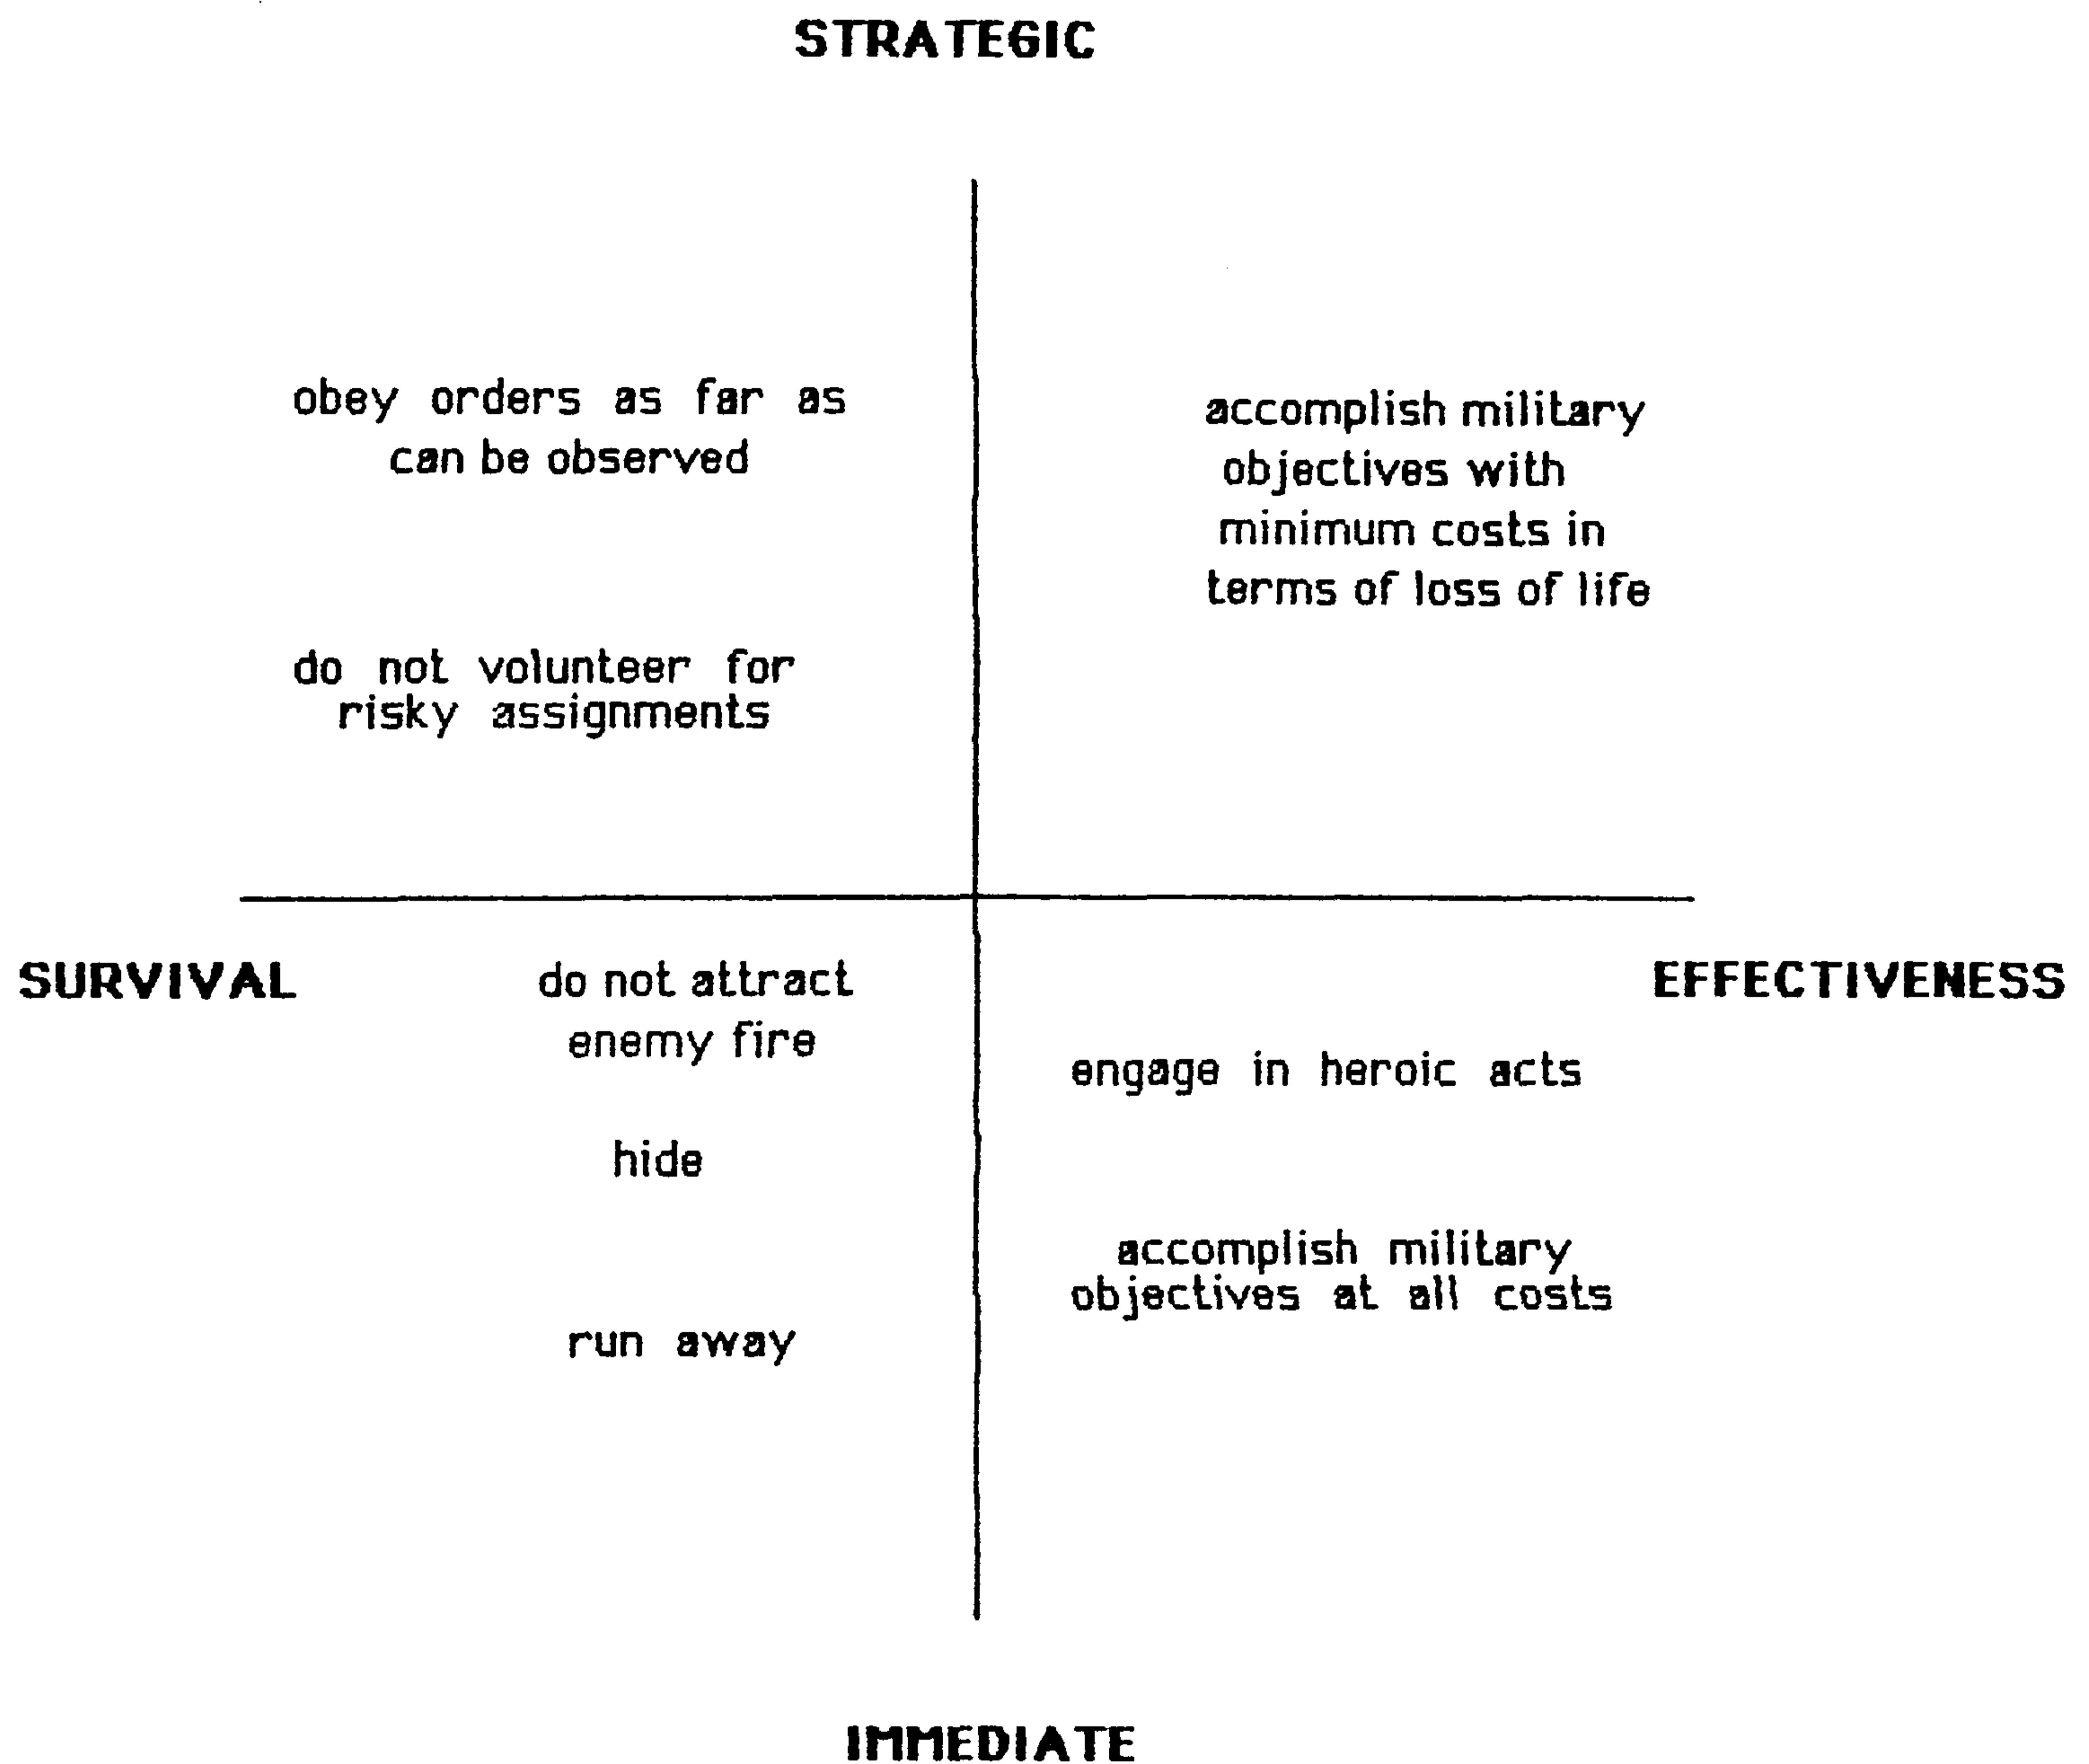 STRATEGIC
obey orders as far as
can be observed
do not volunteer for
risky assignments
accomplish military
objectives with
minimum costs in
terms of loss of life
SURVIVAL
EFFECTIVENESS
do not attract
enemy fire
hide
run away
engage in heroic acts
accomplish military
objectives at all costs
IMMEDIATE